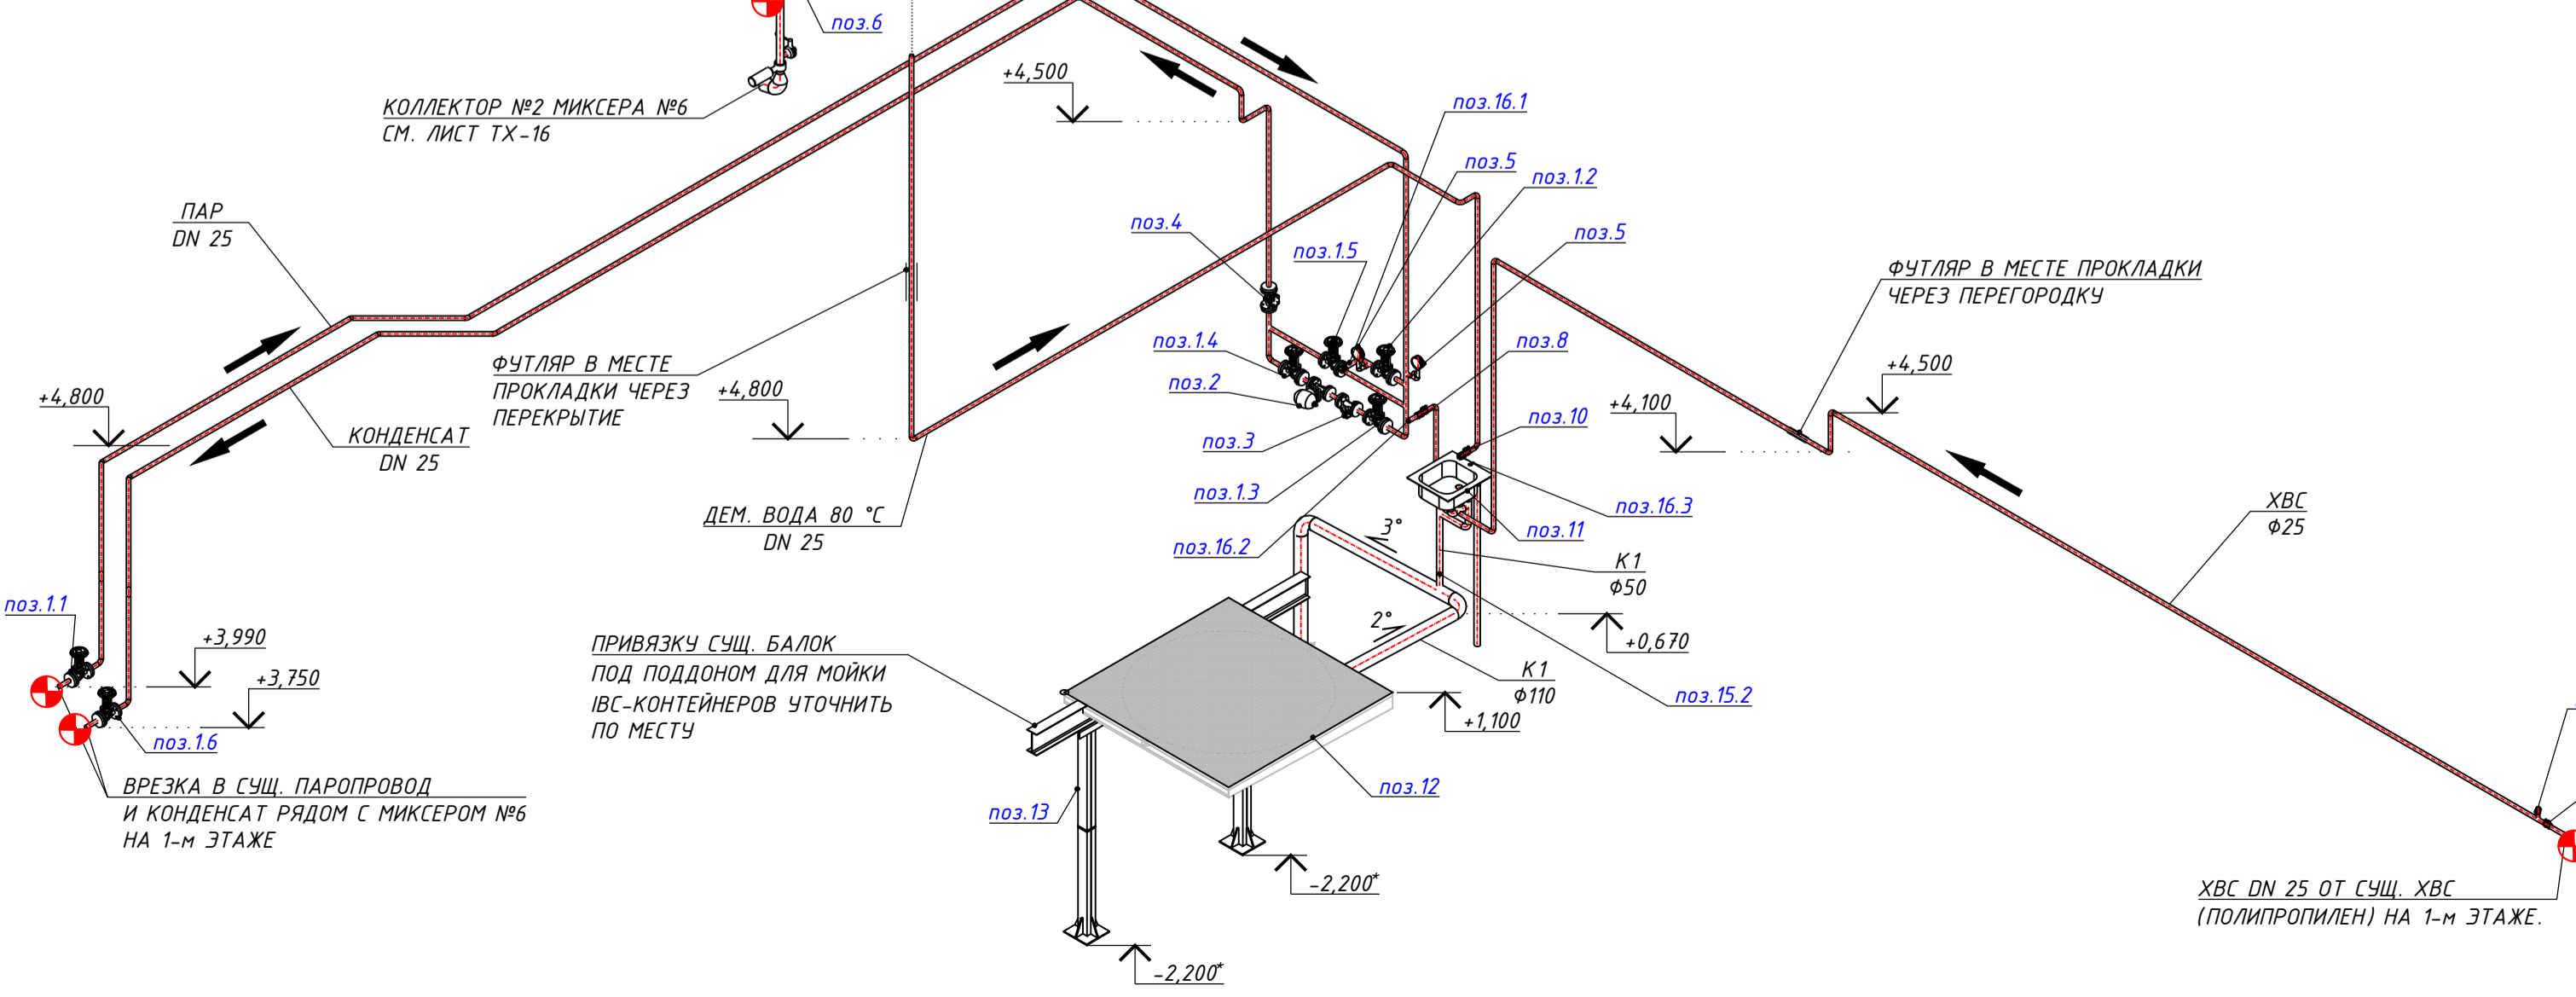 поз.6
КОЛЛЕКТОР №2 МИКСЕРА №6
СМ. ЛИСТ ТХ-16
+4,500
поз.16.1
поз.5
поз.1.2
ПАР
DN 25
поз.4
поз.1.5
поз.5
ФУТЛЯР В МЕСТЕ ПРОКЛАДКИ
ЧЕРЕЗ ПЕРЕГОРОДКУ
поз.1.4
поз.8
ФУТЛЯР В МЕСТЕ
ПРОКЛАДКИ ЧЕРЕЗ
ПЕРЕКРЫТИЕ
+4,800
поз.2
+4,500
+4,800
+4,100
поз.10
КОНДЕНСАТ
DN 25
поз.3
поз.1.3
поз.16.3
ХВС
Ф25
ДЕМ. ВОДА 80 °С
DN 25
3°
поз.11
поз.16.2
К1
Ф50
поз.1.1
+3,990
+3,750
ПРИВЯЗКУ СУЩ. БАЛОК
ПОД ПОДДОНОМ ДЛЯ МОЙКИ
IBC-КОНТЕЙНЕРОВ УТОЧНИТЬ
ПО МЕСТУ
2°
+0,670
К1
Ф110
поз.15.2
+1,100
поз.1.6
ВРЕЗКА В СУЩ. ПАРОПРОВОД
И КОНДЕНСАТ РЯДОМ С МИКСЕРОМ №6
НА 1-м ЭТАЖЕ
поз.13
поз.12
-2,200*
-2,200*
ХВС DN 25 ОТ СУЩ. ХВС
(ПОЛИПРОПИЛЕН) НА 1-м ЭТАЖЕ.